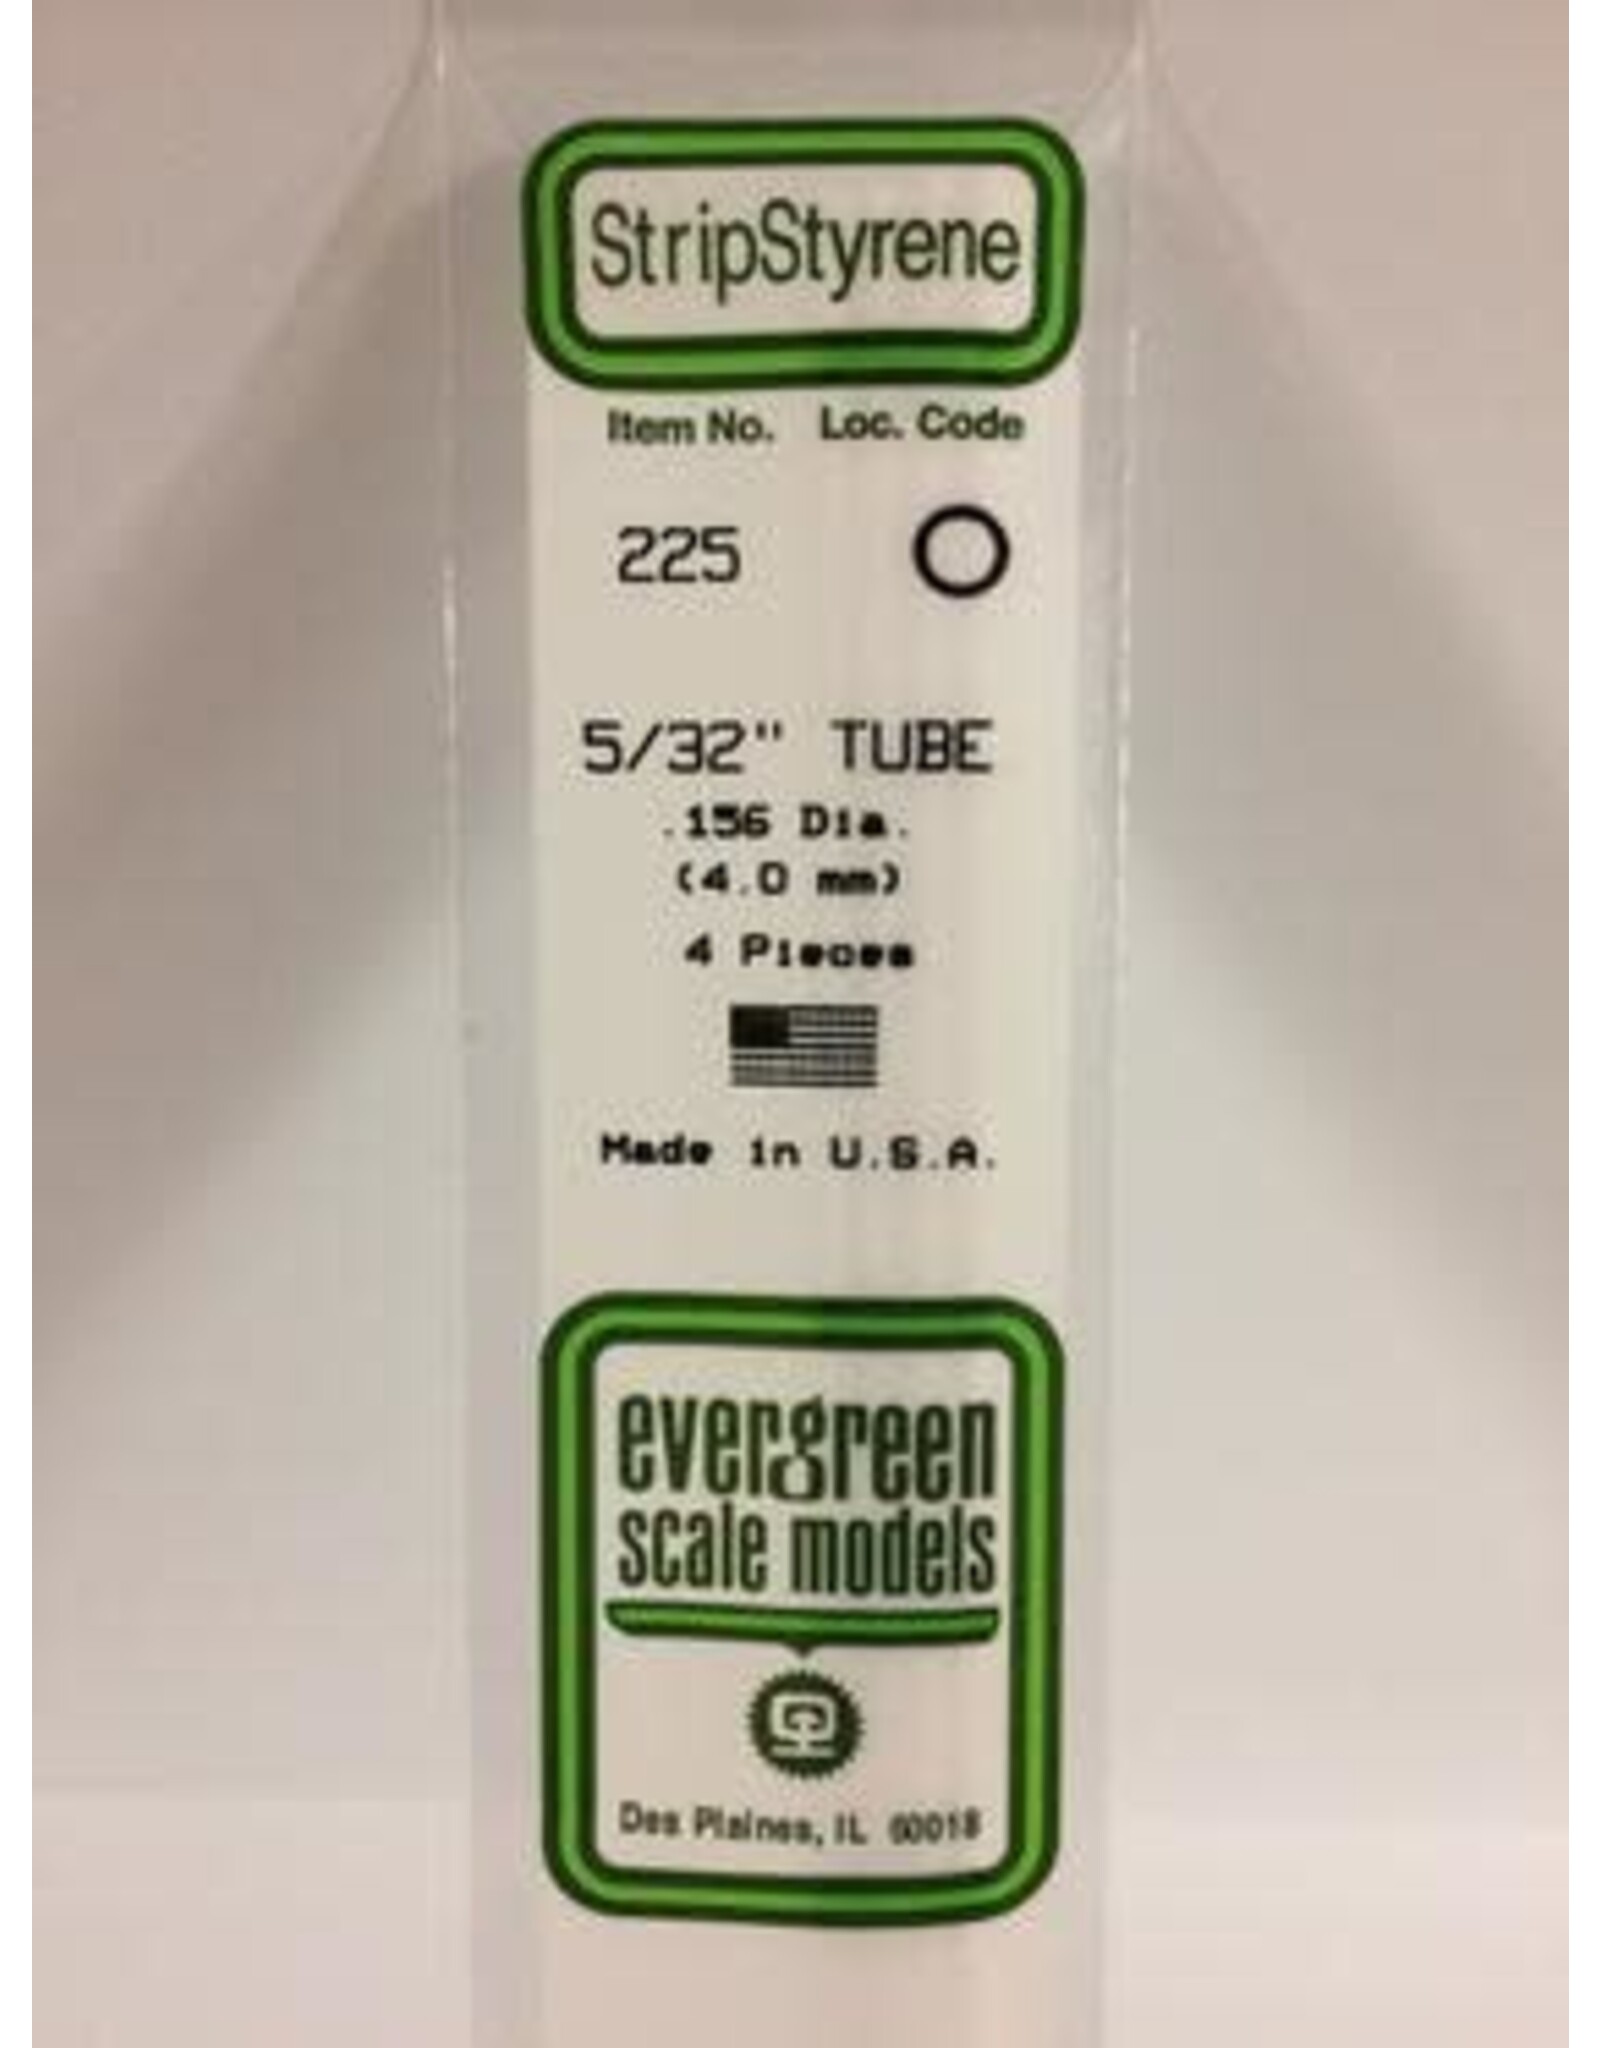 StripStyrene
Item No. Loc. Code
225
5/32" TUBE
.156 Dia.
(4.0 mm)
4 Pieces
Made in U.S.A.
evergreen
scale models
Des Plaines, IL 60018